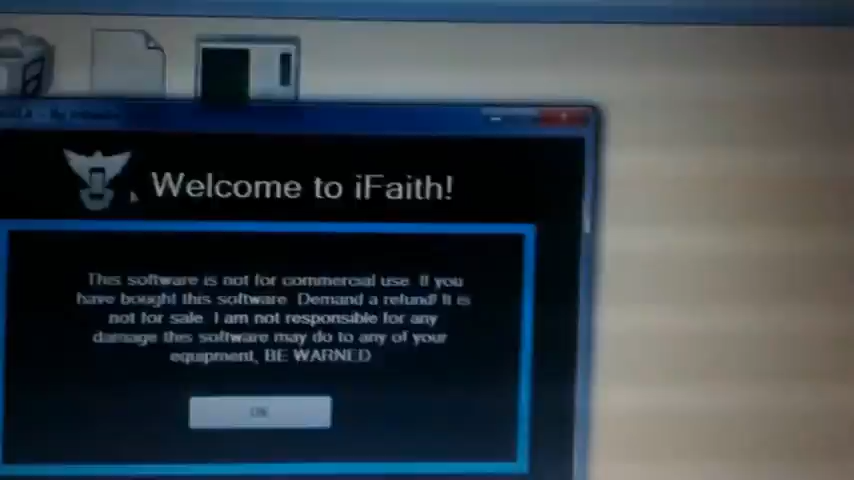 Welcome to iFaith!
This software is not for commercial use. If you
have bought this software. Demand a refund! It is
not for sale. I am not responsible for any
damage this software may do to any of your
equipment, BE WARNED
OK